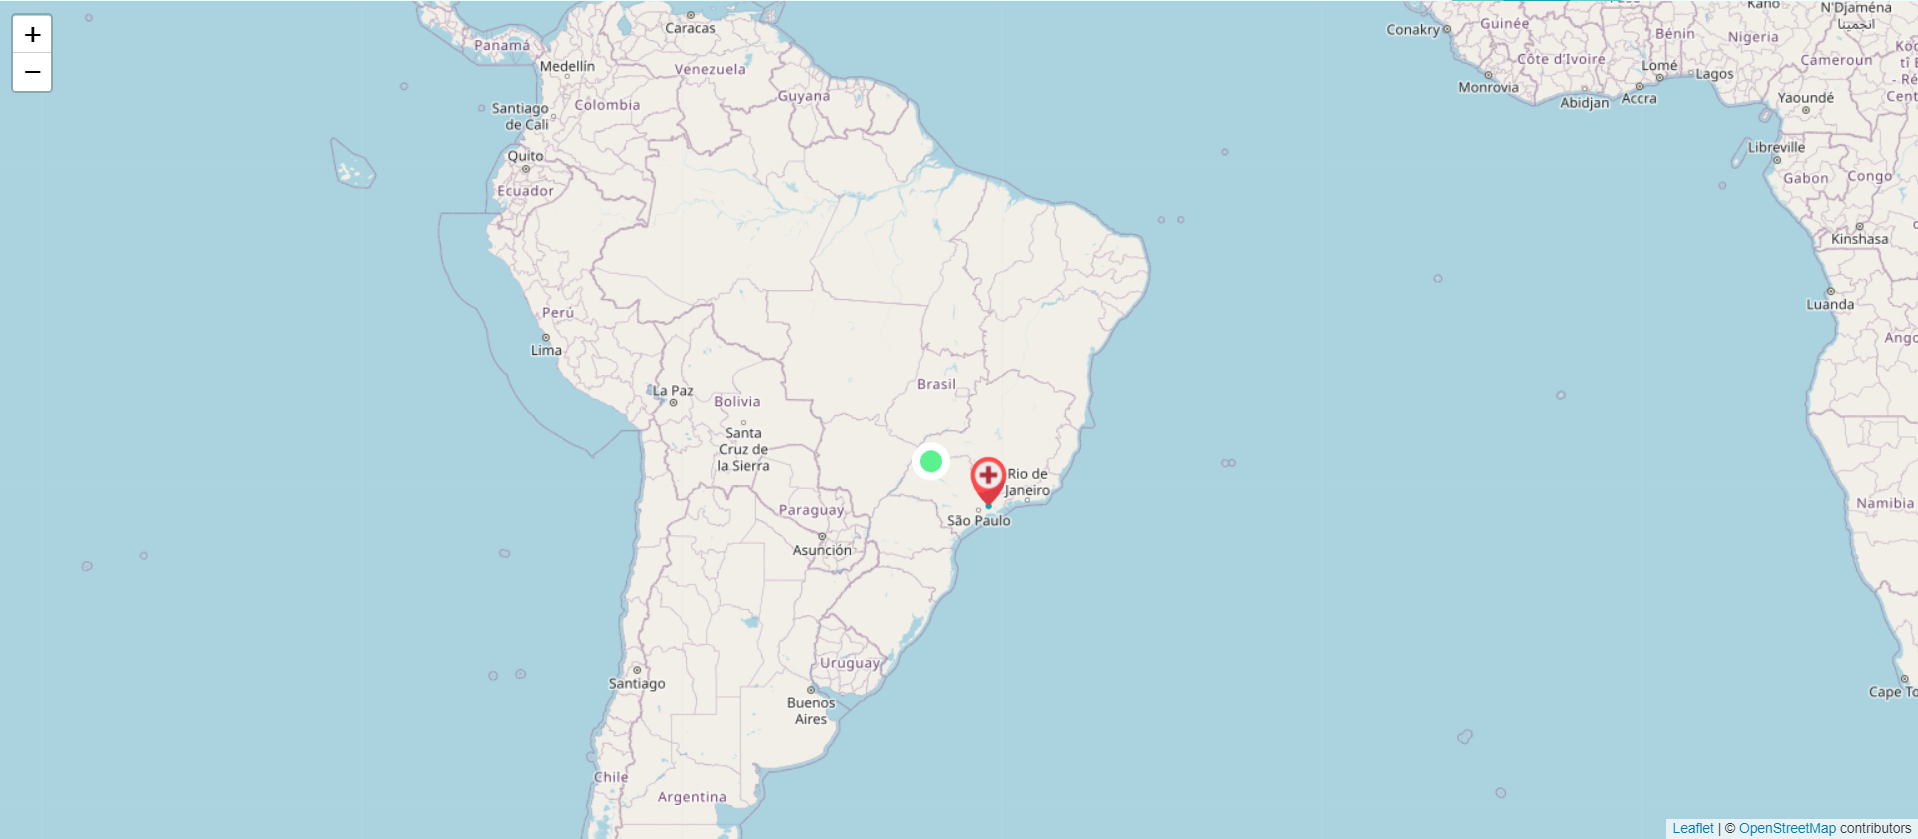 +
−
Panamá
Caracas
Medellín
Venezuela
Guyana
Colombia
Santiago
de Cali
Quito
Ecuador
Perú
Lima
La Paz
Bolivia
Santa
Cruz de
la Sierra
Brasil
Rio de
Janeiro
São Paulo
Paraguay
Asunción
Uruguay
Santiago
Buenos
Aires
Chile
Argentina
Conakry
Guinée
Monrovia
Côte d'Ivoire
Abidjan
Accra
Lomé
Bénin
Lagos
Nigeria
Kano
N'Djaména
انجمينا
Cameroun
Yaoundé
Libreville
Gabon
Congo
Kinshasa
Luanda
Ango
Namibia
Cape To
- Ré
Cent
Leaflet | © OpenStreetMap contributors